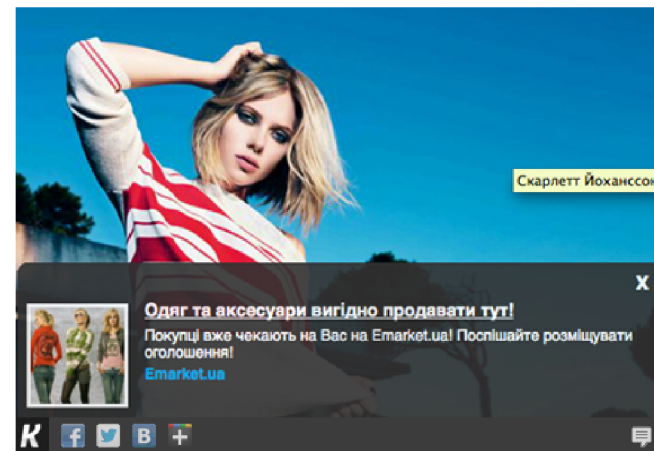 Скарлетт Йоханссон
X
Одяг та аксесуари вигідно продавати тут!
Покупці вже чекають на Вас на Emarket.ua! Поспішайте розміщувати
оголошення!
Emarket.ua
K
f
B
+